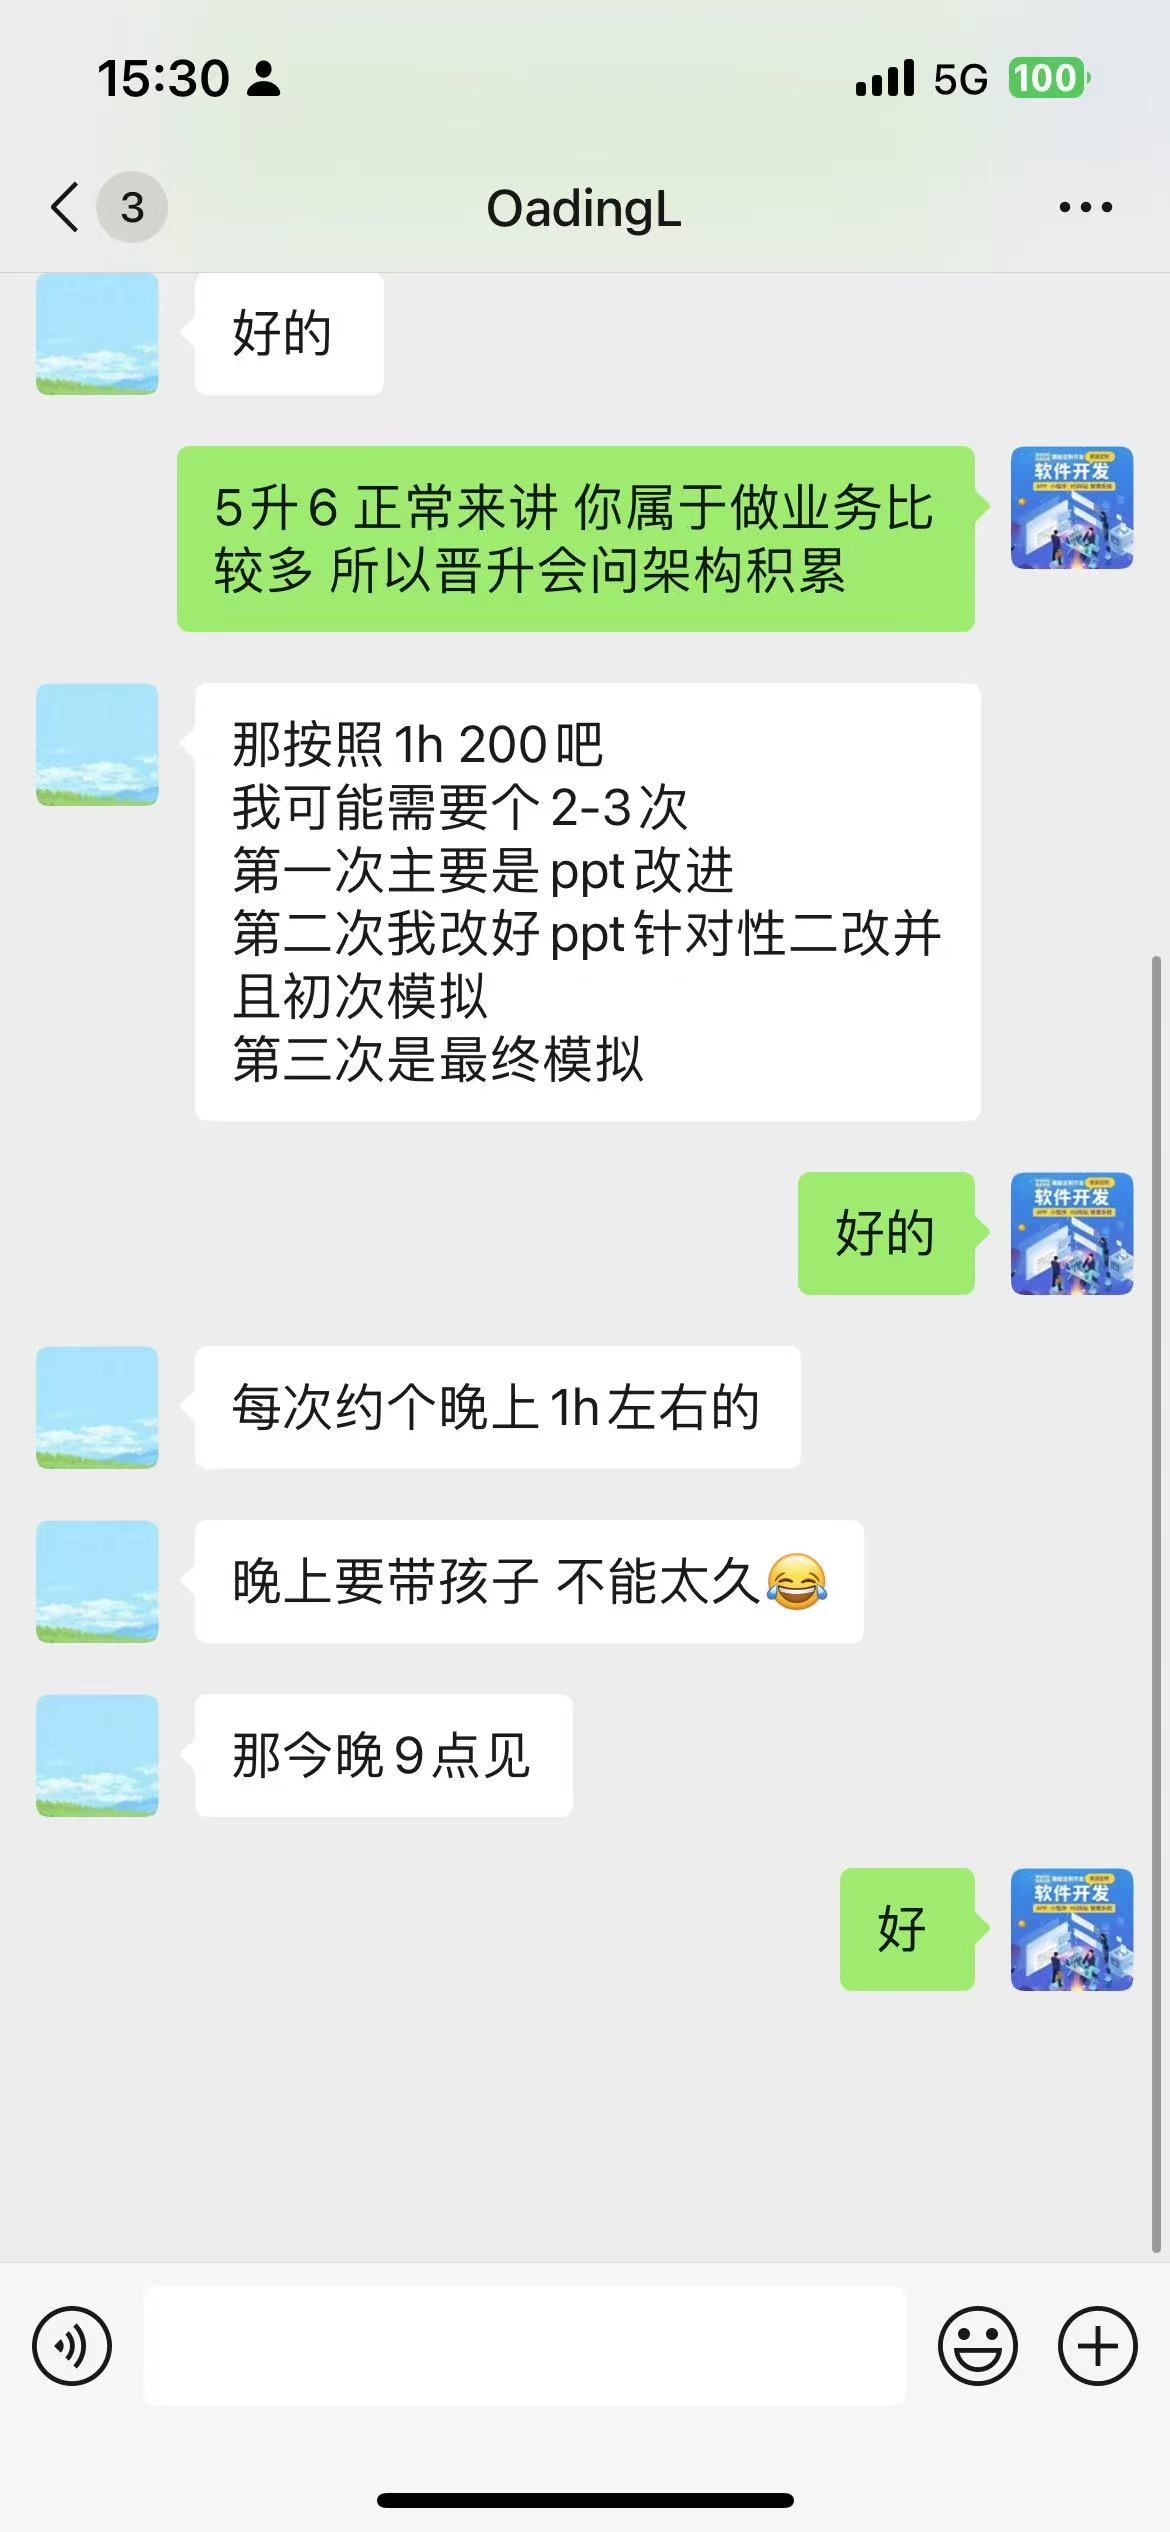 15:30
5G
100
3
OadingL
好的
5升6 正常来讲 你属于做业务比
较多 所以晋升会问架构积累
软件开发
那按照1h 200吧
我可能需要个2-3次
第一次主要是ppt改进
第二次我改好ppt针对性二改并
且初次模拟
第三次是最终模拟
好的
软件开发
每次约个晚上1h左右的
晚上要带孩子 不能太久😂
那今晚9点见
好
软件开发